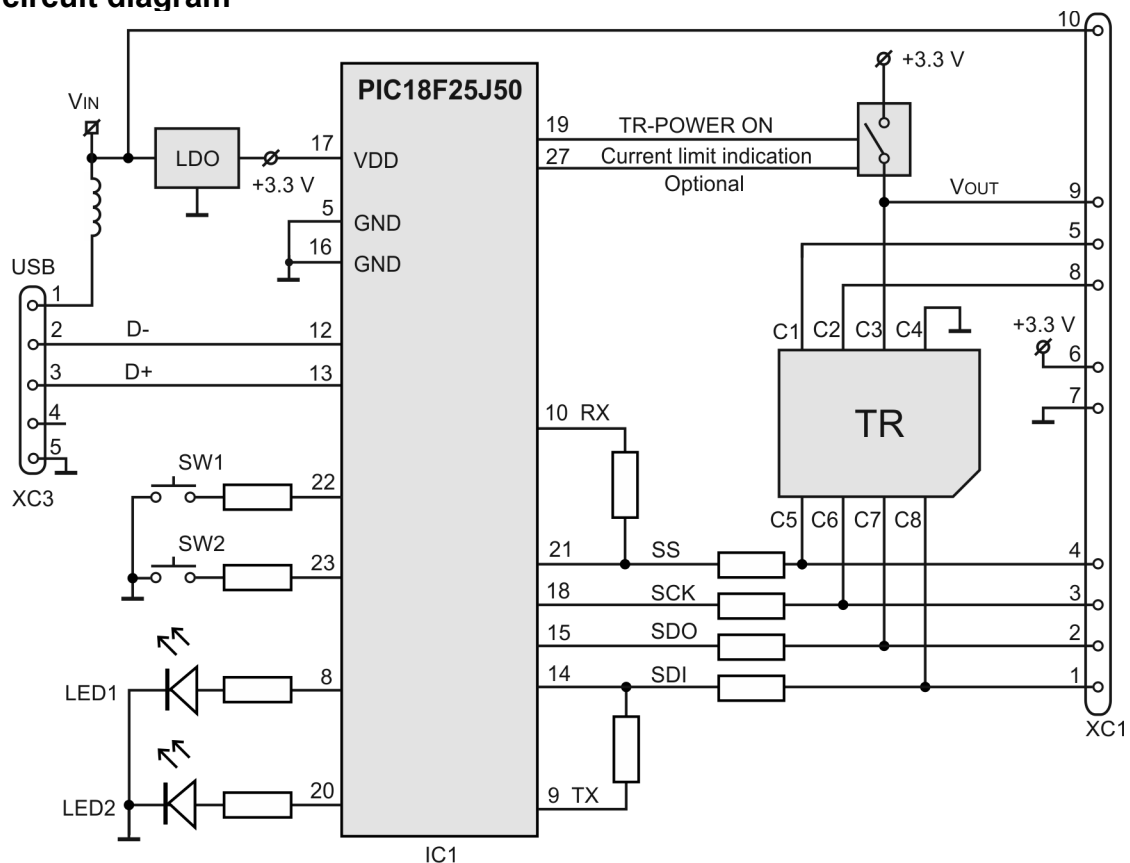 circuit diagram
10
+3.3 V
PIC18F25J50
VIN
19 TR-POWER ON
17
LDO
VDD
27 Current limit indication
+3.3 V
Optional
VOUT
9
5
GND
5
16
GND
8
USB
1
C1 C2 C3 C4
+3.3 V
2 D- 12
6
3 D+ 13
7
4
10 RX
TR
5
SW1
XC3
22
C5 C6 C7 C8
SW2
21 SS 4
23
18 SCK 3
15 SDO 2
14 SDI 1
LED1
8
XC1
LED2
20
9 TX
IC1